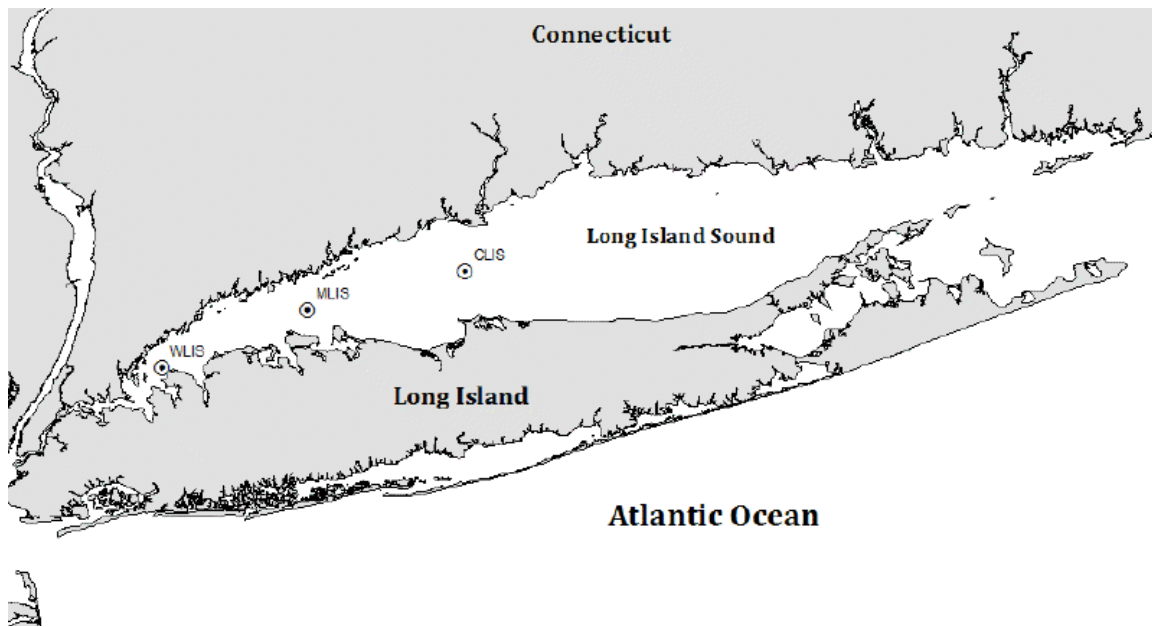 Connecticut
Long Island Sound
CLIS
MLIS
WLIS
Long Island
Atlantic Ocean